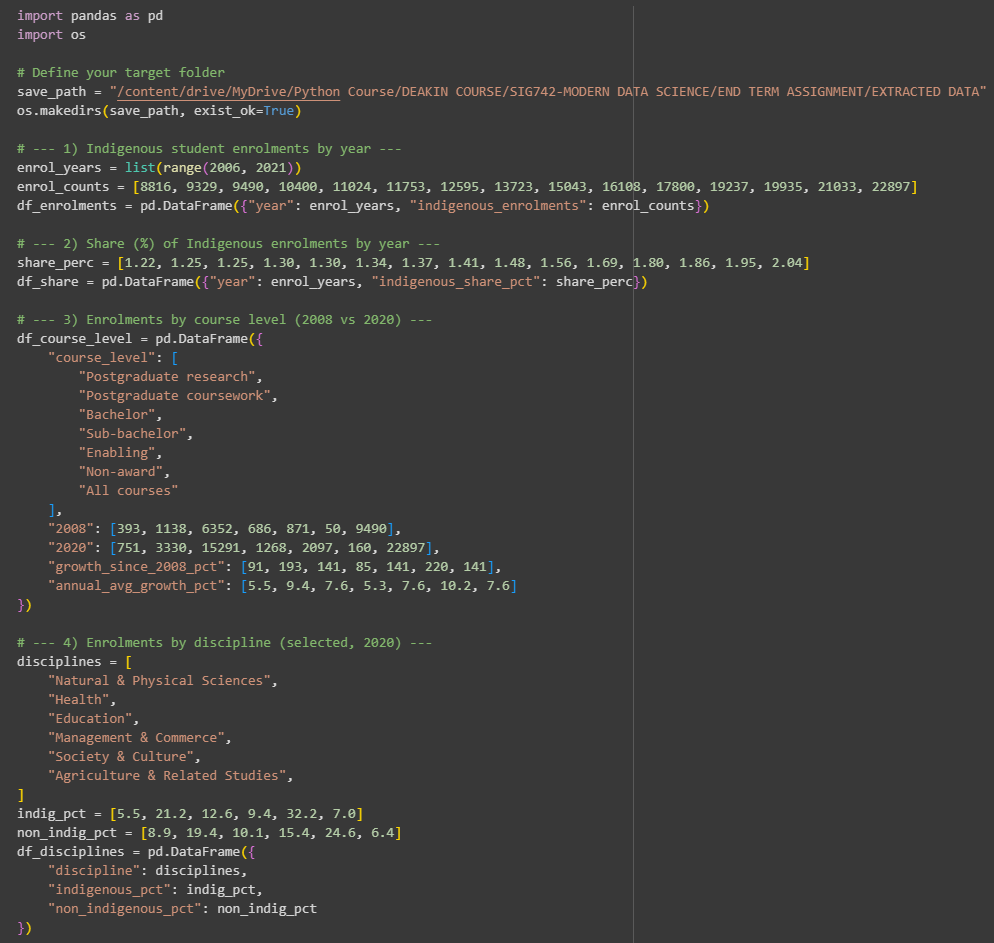 import pandas as pd
import os
# Define your target folder
save_path = "/content/drive/MyDrive/Python Course/DEAKIN COURSE/SIG742-MODERN DATA SCIENCE/END TERM ASSIGNMENT/EXTRACTED DATA"
os.makedirs(save_path, exist_ok=True)
# --- 1) Indigenous student enrolments by year ---
enrol_years = list(range(2006, 2021))
enrol_counts = [8816, 9329, 9490, 10400, 11024, 11753, 12595, 13723, 15043, 16108, 17800, 19237, 19935, 21033, 22897]
df_enrolments = pd.DataFrame({"year": enrol_years, "indigenous_enrolments": enrol_counts})
# --- 2) Share (%) of Indigenous enrolments by year ---
share_perc = [1.22, 1.25, 1.25, 1.30, 1.30, 1.34, 1.37, 1.41, 1.48, 1.56, 1.69, 1.80, 1.86, 1.95, 2.04]
df_share = pd.DataFrame({"year": enrol_years, "indigenous_share_pct": share_perc})
# --- 3) Enrolments by course level (2008 vs 2020) ---
df_course_level = pd.DataFrame({
    "course_level": [
        "Postgraduate research",
        "Postgraduate coursework",
        "Bachelor",
        "Sub-bachelor",
        "Enabling",
        "Non-award",
        "All courses"
    ],
    "2008": [393, 1138, 6352, 686, 871, 50, 9490],
    "2020": [751, 3330, 15291, 1268, 2097, 160, 22897],
    "growth_since_2008_pct": [91, 193, 141, 85, 141, 220, 141],
    "annual_avg_growth_pct": [5.5, 9.4, 7.6, 5.3, 7.6, 10.2, 7.6]
})
# --- 4) Enrolments by discipline (selected, 2020) ---
disciplines = [
    "Natural & Physical Sciences",
    "Health",
    "Education",
    "Management & Commerce",
    "Society & Culture",
    "Agriculture & Related Studies",
]
indig_pct = [5.5, 21.2, 12.6, 9.4, 32.2, 7.0]
non_indig_pct = [8.9, 19.4, 10.1, 15.4, 24.6, 6.4]
df_disciplines = pd.DataFrame({
    "discipline": disciplines,
    "indigenous_pct": indig_pct,
    "non_indigenous_pct": non_indig_pct
})